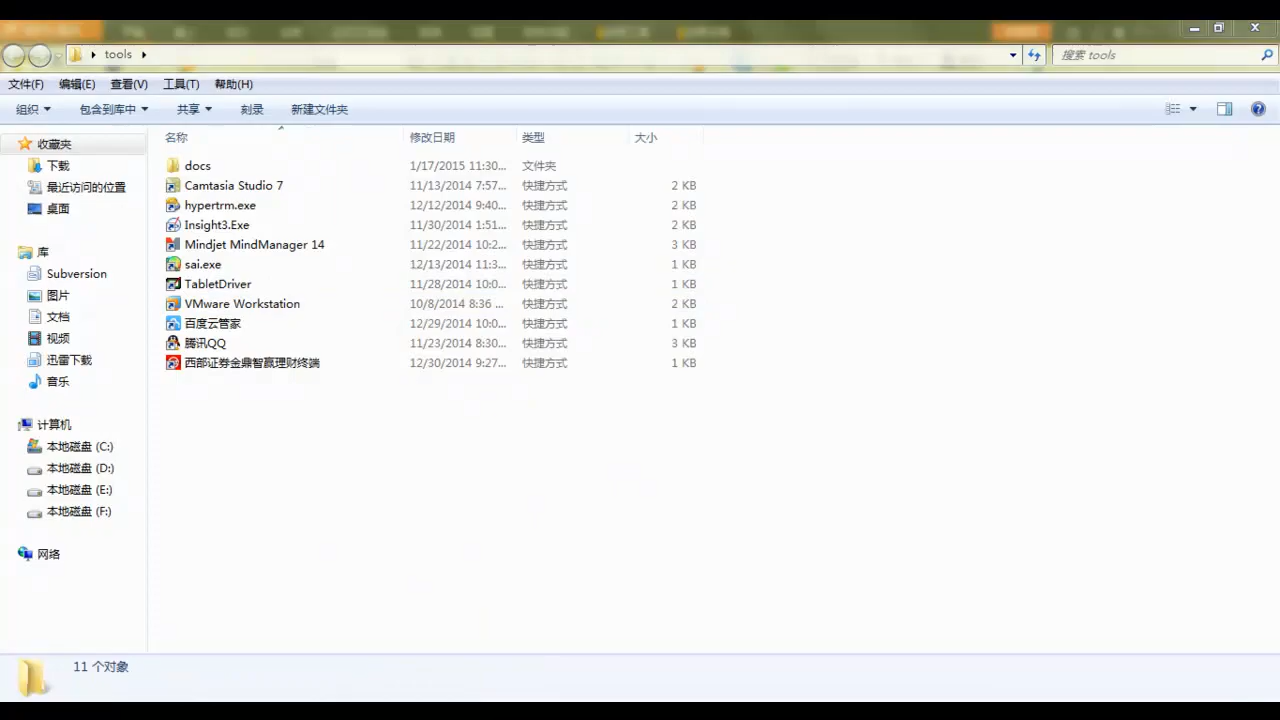 tools
搜索 tools
文件(F) 编辑(E) 查看(V) 工具(T) 帮助(H)
组织 包含到库中 共享 刻录 新建文件夹
名称 修改日期 类型 大小
收藏夹
下载
最近访问的位置
桌面
库
Subversion
图片
文档
视频
迅雷下载
音乐
计算机
本地磁盘 (C:)
本地磁盘 (D:)
本地磁盘 (E:)
本地磁盘 (F:)
网络
docs 1/17/2015 11:30... 文件夹
Camtasia Studio 7 11/13/2014 7:57... 快捷方式 2 KB
hypertrm.exe 12/12/2014 9:40... 快捷方式 2 KB
Insight3.Exe 11/30/2014 1:51... 快捷方式 2 KB
Mindjet MindManager 14 11/22/2014 10:2... 快捷方式 3 KB
sai.exe 12/13/2014 11:3... 快捷方式 1 KB
TabletDriver 11/28/2014 10:0... 快捷方式 1 KB
VMware Workstation 10/8/2014 8:36 ... 快捷方式 2 KB
百度云管家 12/29/2014 10:0... 快捷方式 1 KB
腾讯QQ 11/23/2014 8:30... 快捷方式 3 KB
西部证券金鼎智赢理财终端 12/30/2014 9:27... 快捷方式 1 KB
11 个对象